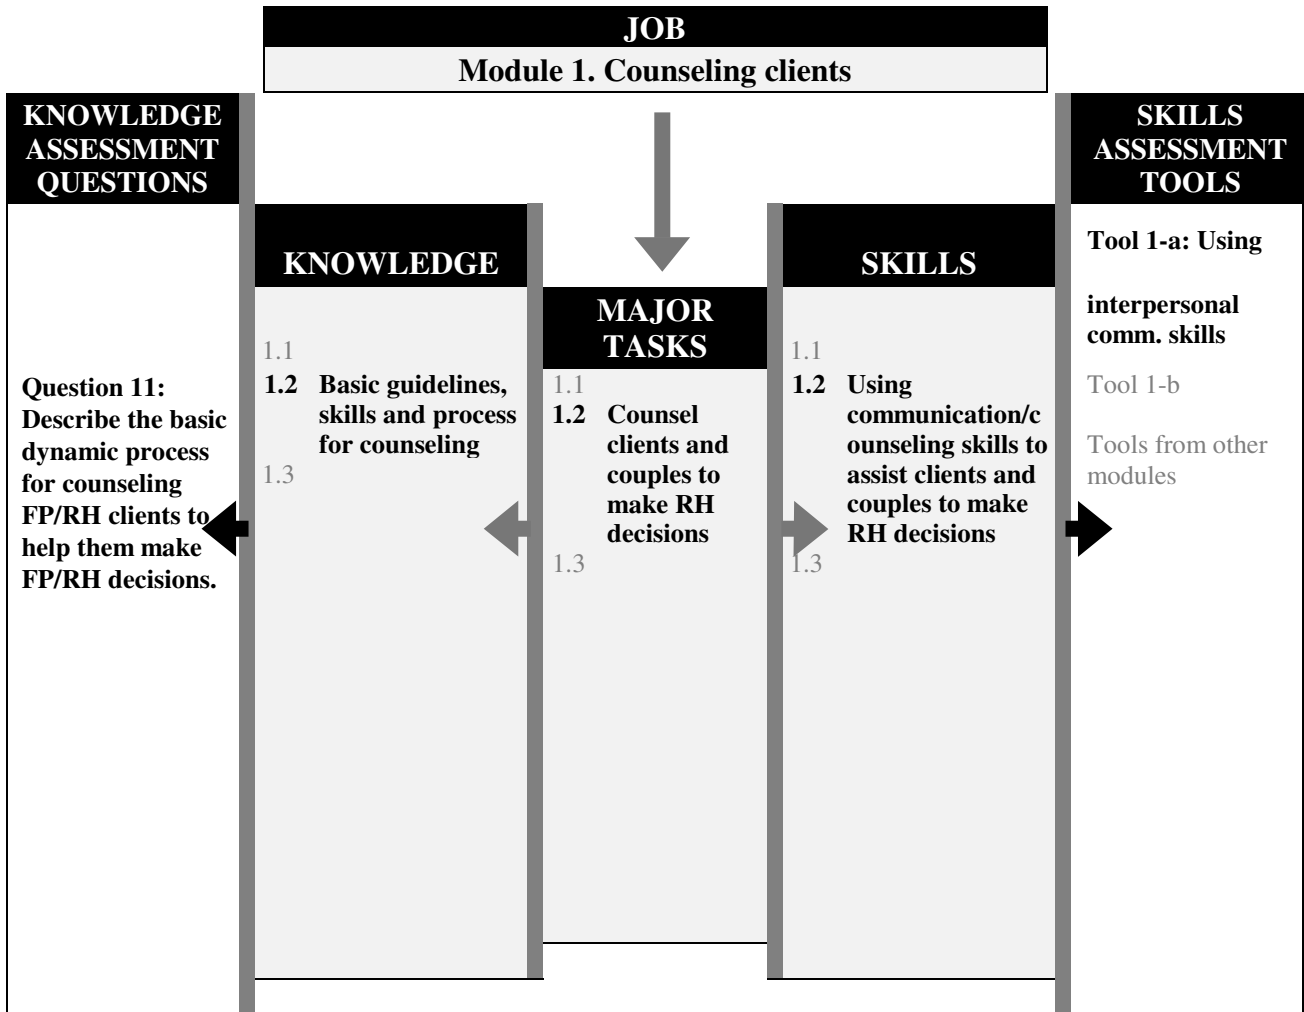 JOB
Module 1. Counseling clients
KNOWLEDGE
ASSESSMENT
QUESTIONS
Question 11:
Describe the basic
dynamic process
for counseling
FP/RH clients to
help them make
FP/RH decisions.
KNOWLEDGE
1.1
1.2 Basic guidelines,
skills and process
for counseling
1.3
MAJOR
TASKS
1.1
1.2 Counsel
clients and
couples to
make RH
decisions
1.3
SKILLS
1.1
1.2 Using
communication/c
ounseling skills to
assist clients and
couples to make
RH decisions
1.3
SKILLS
ASSESSMENT
TOOLS
Tool 1-a: Using
interpersonal
comm. skills
Tool 1-b
Tools from other
modules